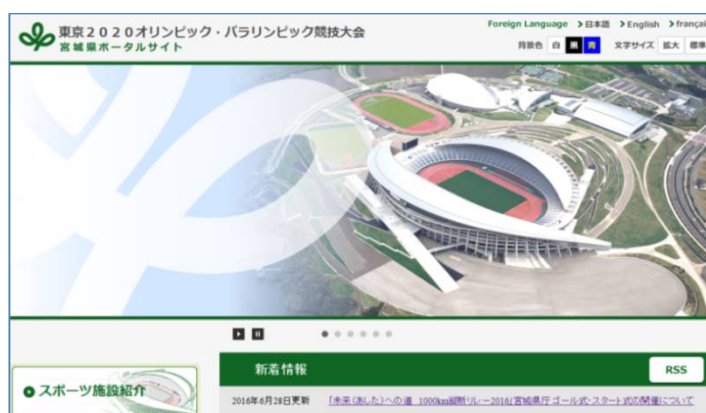 東京2020オリンピック・パラリンピック競技大会
宮城県ポータルサイト
Foreign Language >日本語 >English >françai
背景色 白 黒 青 文字サイズ 拡大 標準
新着情報
RSS
スポーツ施設紹介
2016年6月28日更新 「未来(あした)への道 1000km縦断リレー2016」宮城県庁ゴール式・スタート式の開催について